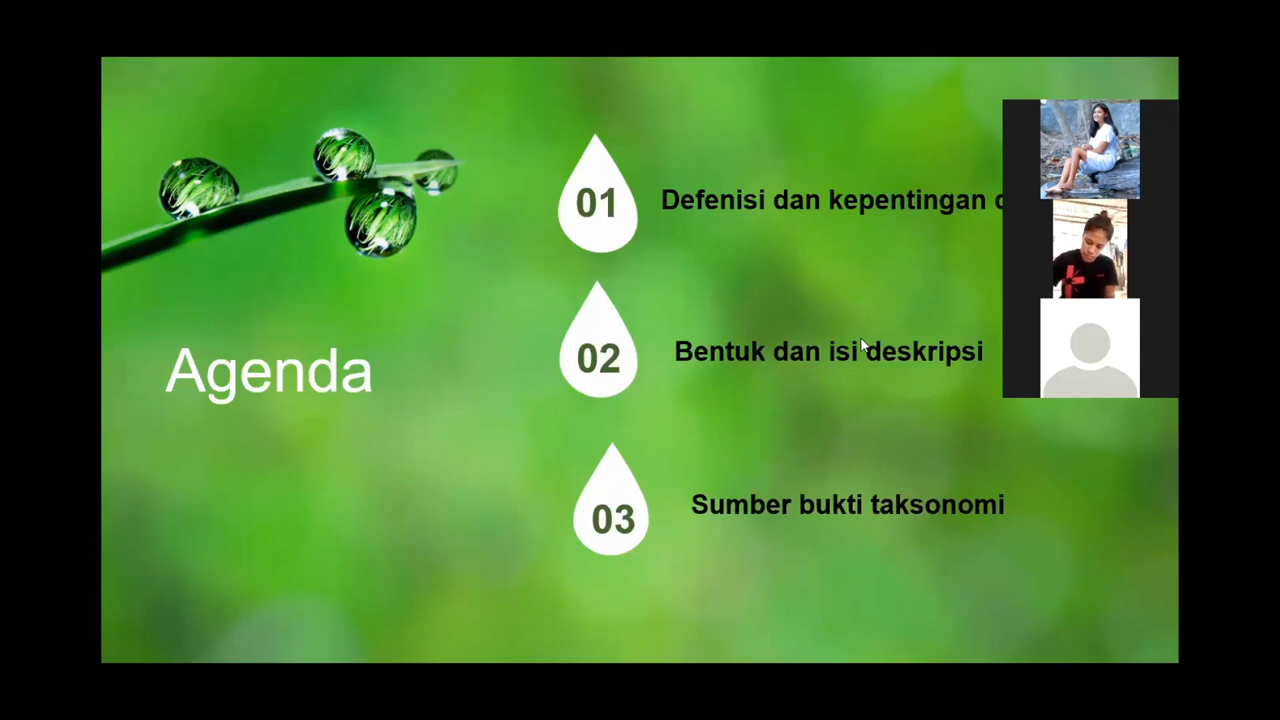 Agenda
01
Defenisi dan kepentingan
02
Bentuk dan isi deskripsi
03
Sumber bukti taksonomi